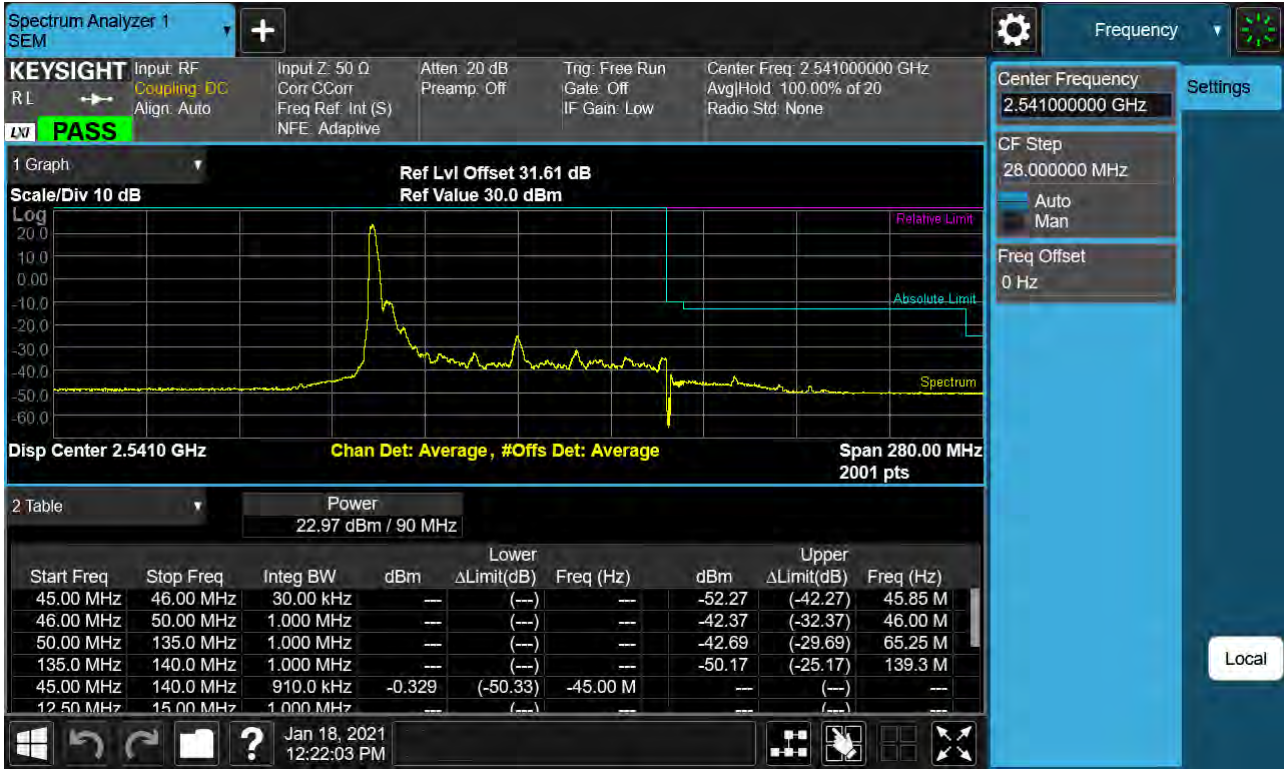 Spectrum Analyzer 1
SEM
Frequency
KEYSIGHT Input: RF Input Z: 50 Ω Atten: 20 dB Trig: Free Run Center Freq: 2.541000000 GHz
RL Coupling: DC Corr CCorr Preamp: Off Gate: Off Avg|Hold: 100.00% of 20
Align: Auto Freq Ref: Int (S) IF Gain: Low Radio Std: None
LXI PASS NFE: Adaptive
1 Graph
Ref Lvl Offset 31.61 dB
Scale/Div 10 dB Ref Value 30.0 dBm
Log
Relative Limit
20.0
10.0
0.00
Absolute Limit
-10.0
-20.0
-30.0
-40.0
Spectrum
-50.0
-60.0
Disp Center 2.5410 GHz Chan Det: Average, #Offs Det: Average Span 280.00 MHz
2001 pts
2 Table
Power
22.97 dBm / 90 MHz
Lower Upper
Start Freq Stop Freq Integ BW dBm ΔLimit(dB) Freq (Hz) dBm ΔLimit(dB) Freq (Hz)
45.00 MHz 46.00 MHz 30.00 kHz --- (---) --- -52.27 (-42.27) 45.85 M
46.00 MHz 50.00 MHz 1.000 MHz --- (---) --- -42.37 (-32.37) 46.00 M
50.00 MHz 135.0 MHz 1.000 MHz --- (---) --- -42.69 (-29.69) 65.25 M
135.0 MHz 140.0 MHz 1.000 MHz --- (---) --- -50.17 (-25.17) 139.3 M
45.00 MHz 140.0 MHz 910.0 kHz -0.329 (-50.33) -45.00 M --- (---) ---
12.50 MHz 15.00 MHz 1.000 MHz --- (---) --- --- (---) ---
Center Frequency
2.541000000 GHz
Settings
CF Step
28.000000 MHz
Auto
Man
Freq Offset
0 Hz
Local
?
Jan 18, 2021
12:22:03 PM